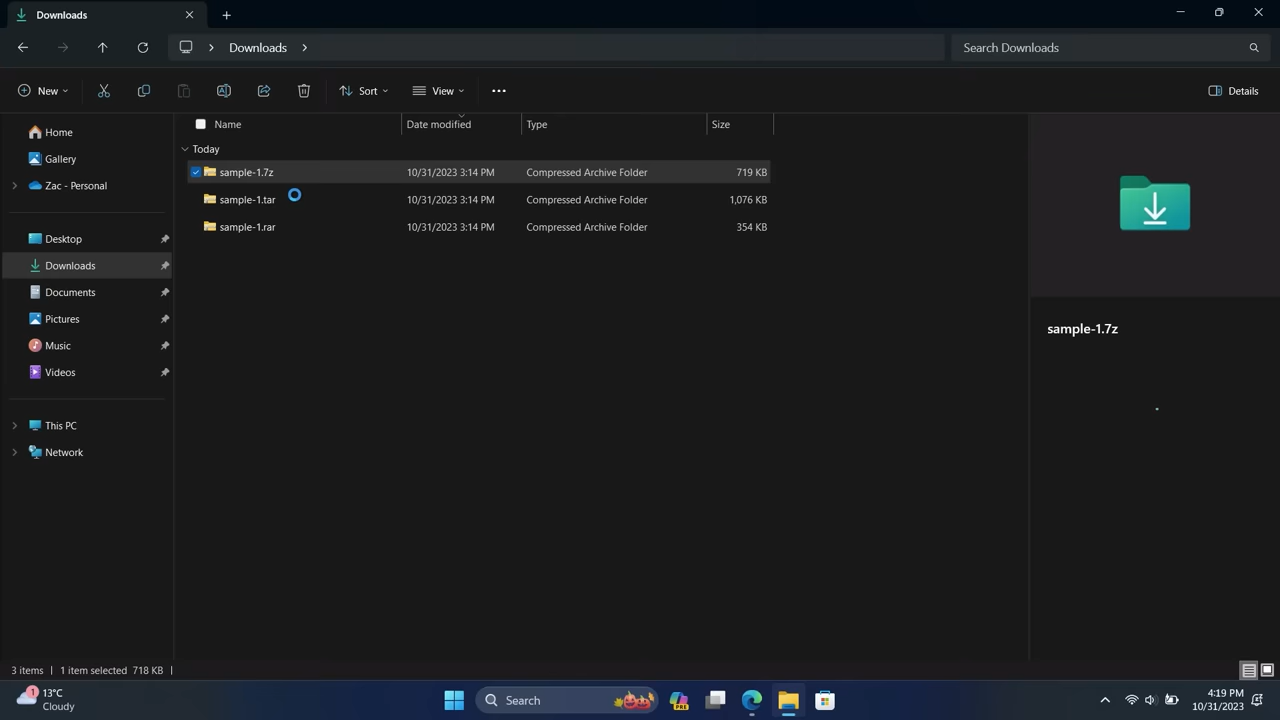 Downloads
Downloads
Search Downloads
New
Sort
View
Details
Name
Date modified
Type
Size
Today
sample-1.7z 10/31/2023 3:14 PM Compressed Archive Folder 719 KB
sample-1.tar 10/31/2023 3:14 PM Compressed Archive Folder 1,076 KB
sample-1.rar 10/31/2023 3:14 PM Compressed Archive Folder 354 KB
Home
Gallery
Zac - Personal
Desktop
Downloads
Documents
Pictures
Music
Videos
This PC
Network
sample-1.7z
3 items 1 item selected 718 KB
1
13°C
Cloudy
Search
PRE
4:19 PM
10/31/2023